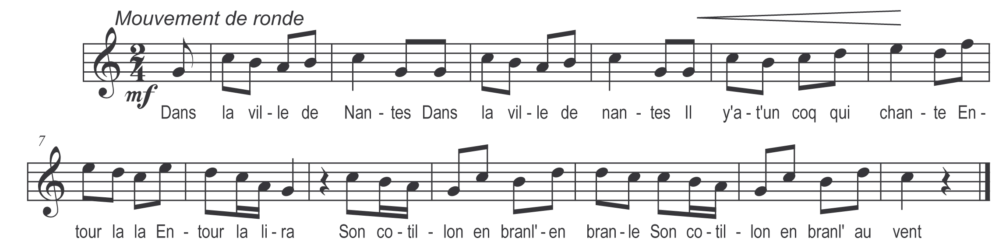 Mouvement de ronde
2
4
mf
Dans la vil - le de Nan - tes Dans la vil - le de nan - tes Il y'a - t'un coq qui chan - te En -
7
tour la la En - tour la li - ra Son co - til - lon en branl' - en bran - le Son co - til - lon en branl' au vent